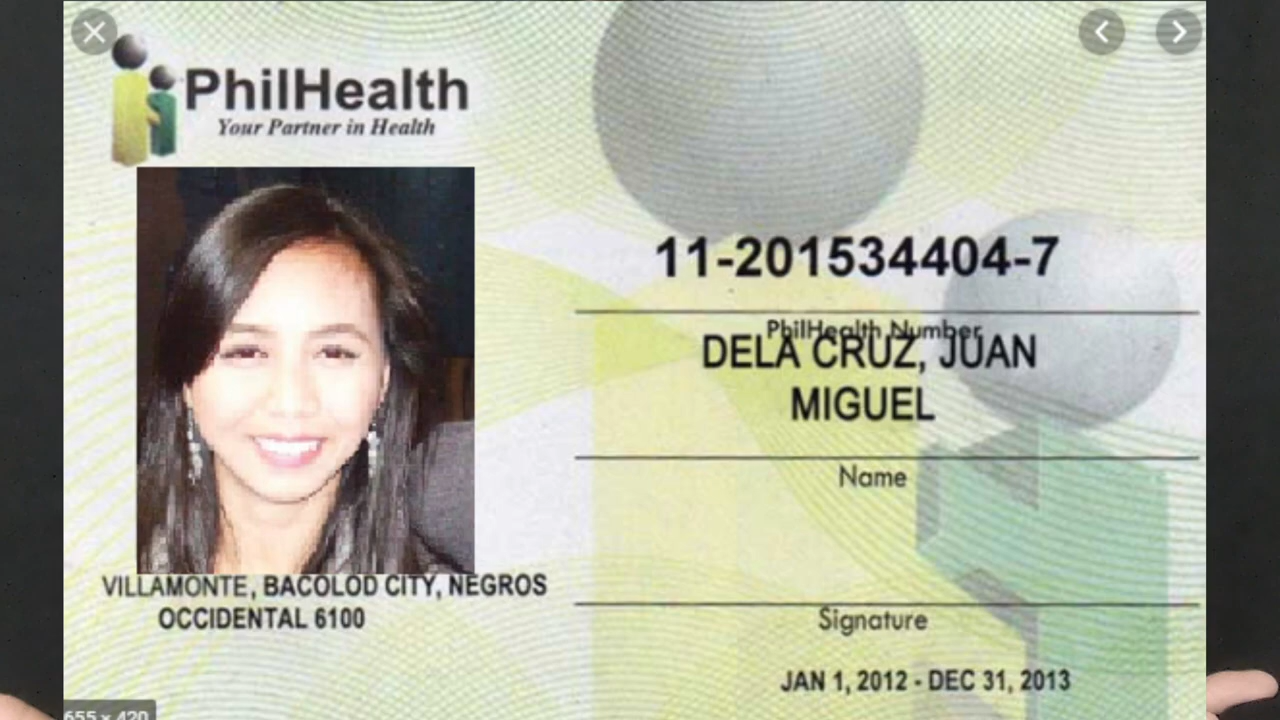 PhilHealth
Your Partner in Health
11-201534404-7
PhilHealth Number
DELA CRUZ, JUAN
MIGUEL
Name
VILLAMONTE, BACOLOD CITY, NEGROS
OCCIDENTAL 6100
Signature
JAN 1, 2012 - DEC 31, 2013
655 × 420